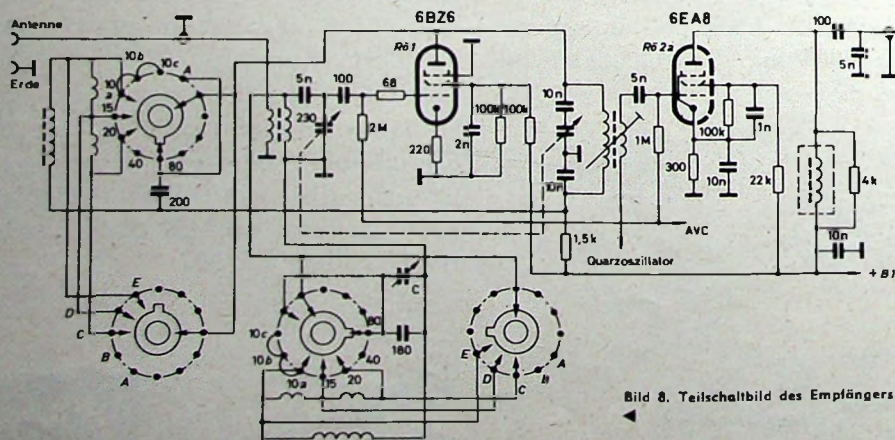 Antenne
Erde
10b
10c
A
10
a
15
20
40
80
200
5n
100
230
68
2M
6BZ6
Rö1
220
2n
100k
100k
10n
10n
1,5k
5n
1M
6EA8
Rö2a
300
100k
10n
1n
22k
100
5n
4k
10n
AVC
Quarzoszillator
+B1
E
D
C
B
A
10c
10b
10a
15
20
40
80
180
C
E
D
C
B
A
Bild 8. Teilschaltbild des Empfängers